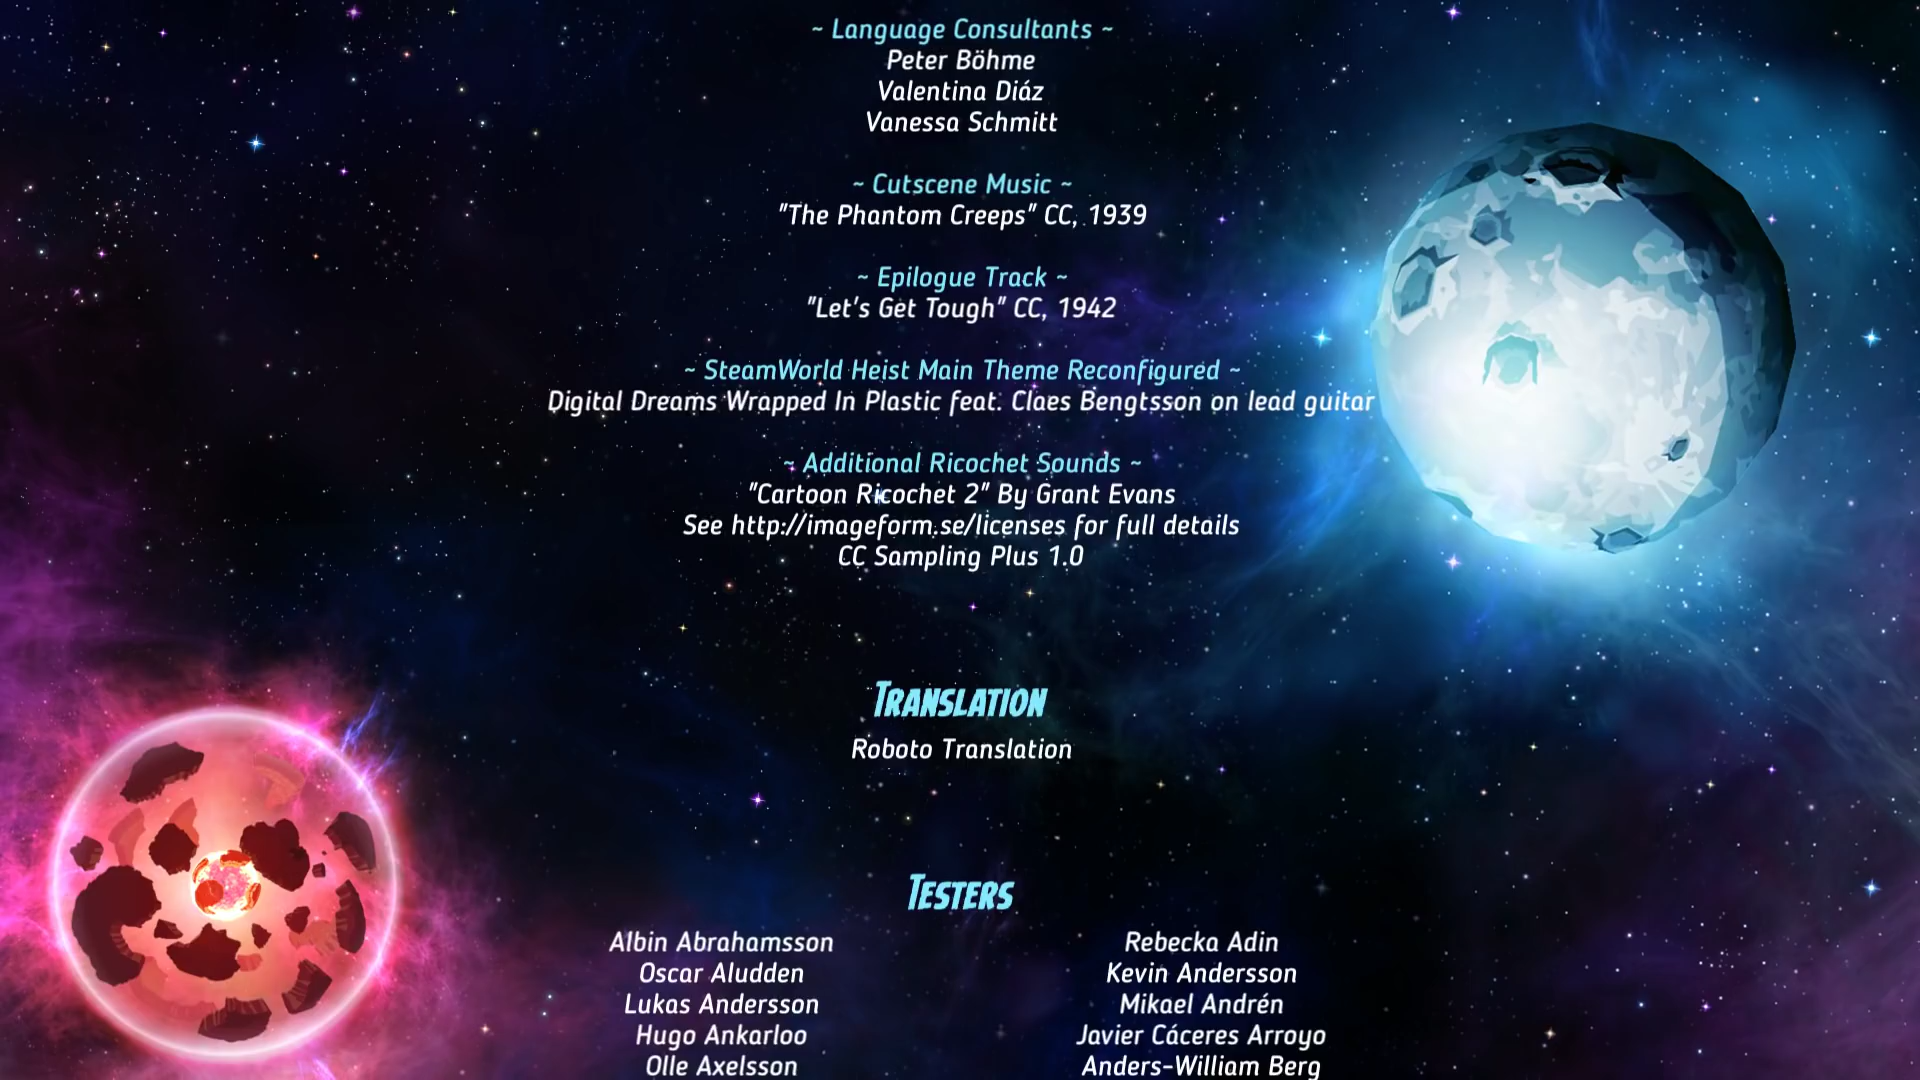 ~ Language Consultants ~
Peter Böhme
Valentina Diáz
Vanessa Schmitt
~ Cutscene Music ~
"The Phantom Creeps" CC, 1939
~ Epilogue Track ~
"Let's Get Tough" CC, 1942
~ SteamWorld Heist Main Theme Reconfigured ~
Digital Dreams Wrapped In Plastic feat. Claes Bengtsson on lead guitar
~ Additional Ricochet Sounds ~
"Cartoon Ricochet 2" By Grant Evans
See http://imageform.se/licenses for full details
CC Sampling Plus 1.0
TRANSLATION
Roboto Translation
TESTERS
Albin Abrahamsson
Oscar Aludden
Lukas Andersson
Hugo Ankarloo
Olle Axelsson
Rebecka Adin
Kevin Andersson
Mikael Andrén
Javier Cáceres Arroyo
Anders-William Berg